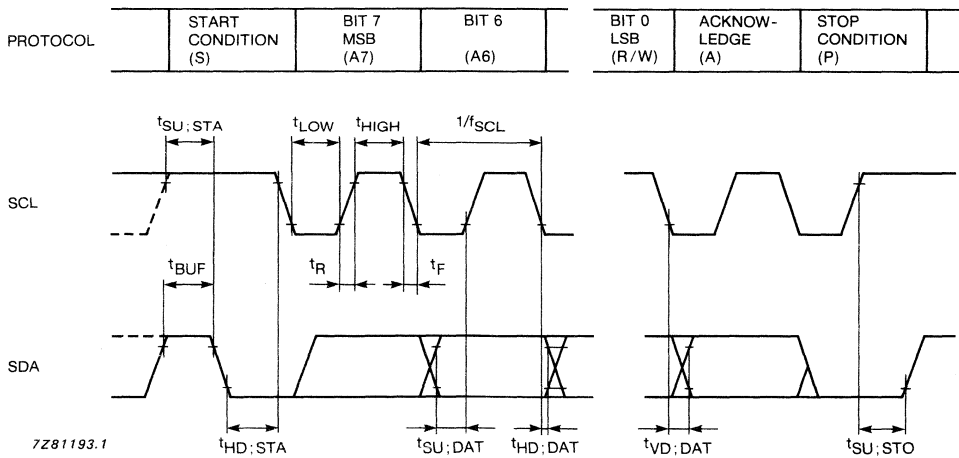 PROTOCOL
START
CONDITION
(S)
BIT 7
MSB
(A7)
BIT 6
(A6)
BIT 0
LSB
(R/W)
ACKNOW-
LEDGE
(A)
STOP
CONDITION
(P)
tSU;STA
tLOW
tHIGH
1/fSCL
SCL
tBUF
tR
tF
SDA
tHD;STA
tSU;DAT
tHD;DAT
tVD;DAT
tSU;STO
7Z81193.1